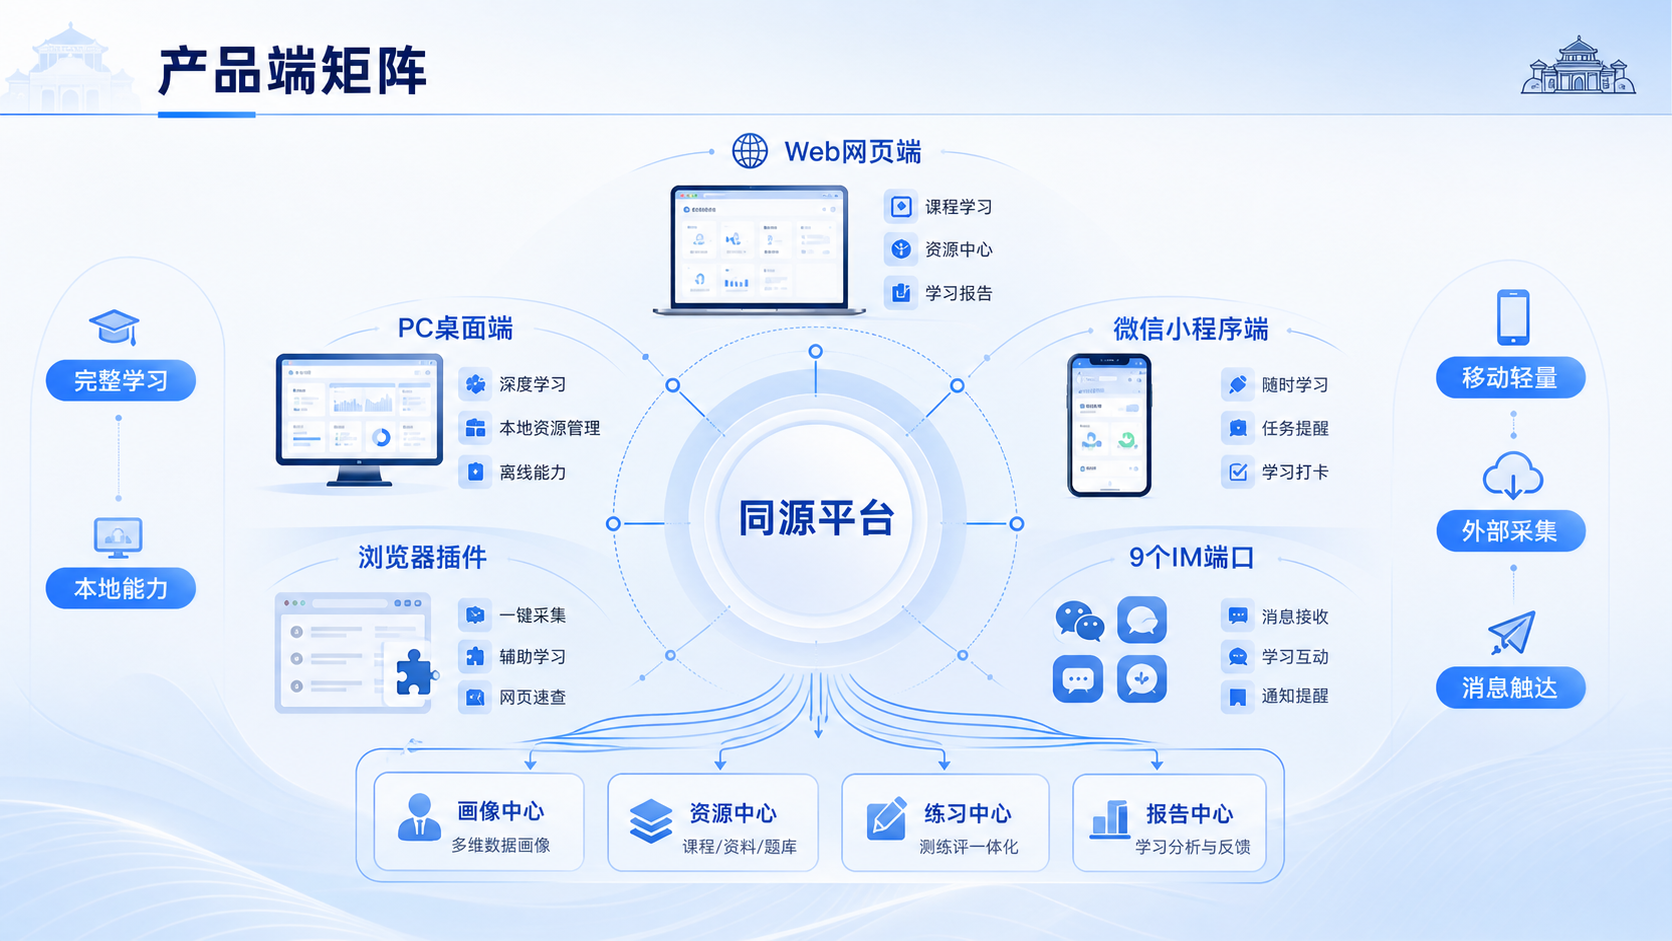 产品端矩阵
Web网页端
课程学习
资源中心
学习报告
PC桌面端
深度学习
本地资源管理
离线能力
微信小程序端
随时学习
任务提醒
学习打卡
完整学习
本地能力
同源平台
移动轻量
外部采集
消息触达
浏览器插件
一键采集
辅助学习
网页速查
9个IM端口
消息接收
学习互动
通知提醒
画像中心
多维数据画像
资源中心
课程/资料/题库
练习中心
测练评一体化
报告中心
学习分析与反馈